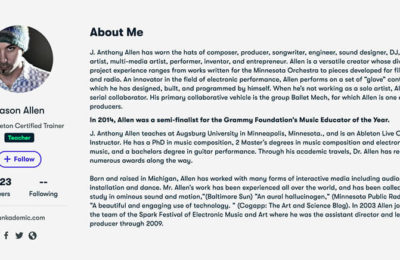 About Me
J. Anthony Allen has worn the hats of composer, producer, songwriter, engineer, sound designer, DJ,
artist, multi-media artist, performer, inventor, and entrepreneur. Allen is a versatile creator whose
project experience ranges from works written for the Minnesota Orchestra to pieces developed for
and radio. An innovator in the field of electronic performance, Allen performs on a set of "glove"
which he has designed, built, and programmed by himself. When he's not working as a solo artist,
serial collaborator. His primary collaborative vehicle is the group Ballet Mech, for which Allen is one
producers.
In 2014, Allen was a semi-finalist for the Grammy Foundation's Music Educator of the Year.
J. Anthony Allen teaches at Augsburg University in Minneapolis, Minnesota., and is an Ableton Live
Instructor. He has a PhD in music composition, 2 Master's degrees in music composition and
music, and a bachelors degree in guitar performance. Through his academic travels, Dr. Allen has
numerous awards along the way.
Born and raised in Michigan, Allen has worked with many forms of interactive media including
installation and dance. Mr. Allen's work has been experienced all over the world, and has been called
study in ominous sound and motion,"(Baltimore Sun) "An aural hallucinogen," (Minnesota Public
"A beautiful and engaging use of technology. " (Cogapp: The Art and Science Blog). In 2003 Allen
the team of the Spark Festival of Electronic Music and Art where he was the assistant director and
producer through 2009.
ason Allen
eton Certified Trainer
Teacher
+ Follow
23
ers
--
Following
nkademic.com